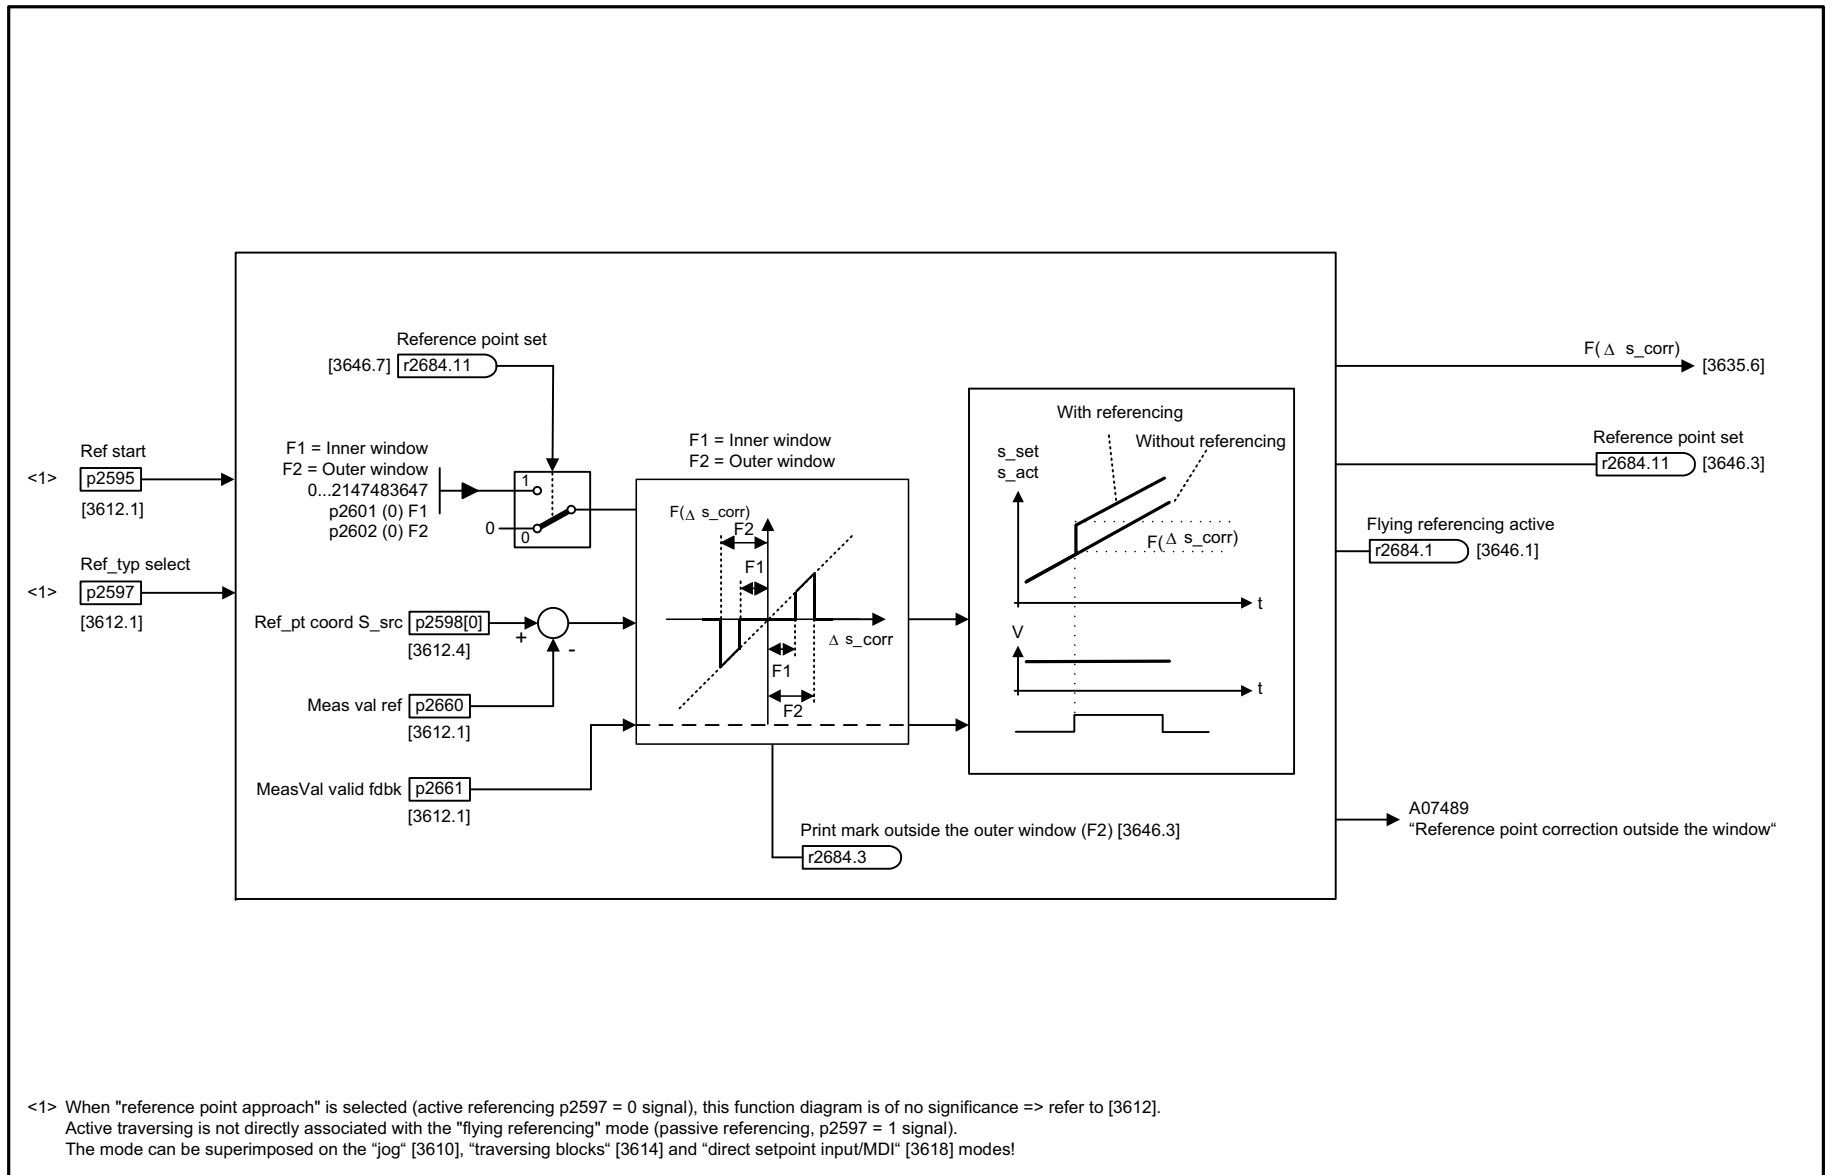 Reference point set
[3646.7] r2684.11
F1 = Inner window
F2 = Outer window
0...2147483647
p2601 (0) F1
p2602 (0) F2
1
0
0
Ref start
<1> p2595
[3612.1]
Ref_typ select
<1> p2597
[3612.1]
Ref_pt coord S_src p2598[0]
+
-
[3612.4]
Meas val ref p2660
[3612.1]
MeasVal valid fdbk p2661
[3612.1]
F1 = Inner window
F2 = Outer window
F(Δ s_corr)
F2
F1
Δ s_corr
F1
F2
Print mark outside the outer window (F2) [3646.3]
r2684.3
With referencing
Without referencing
s_set
s_act
F(Δ s_corr)
t
V
t
F(Δ s_corr)
[3635.6]
Reference point set
r2684.11 [3646.3]
Flying referencing active
r2684.1 [3646.1]
A07489
“Reference point correction outside the window“
<1> When "reference point approach" is selected (active referencing p2597 = 0 signal), this function diagram is of no significance => refer to [3612].
Active traversing is not directly associated with the "flying referencing" mode (passive referencing, p2597 = 1 signal).
The mode can be superimposed on the “jog“ [3610], “traversing blocks“ [3614] and “direct setpoint input/MDI“ [3618] modes!